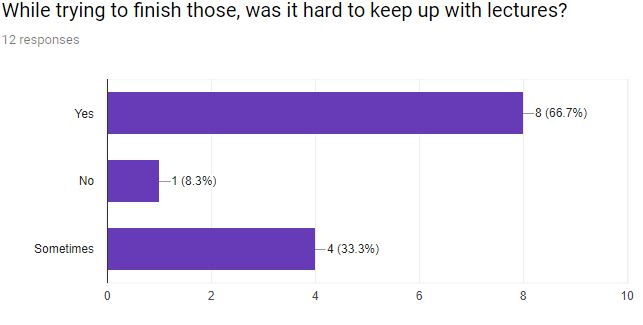 While trying to finish those, was it hard to keep up with lectures?
12 responses
Yes
8 (66.7%)
No
1 (8.3%)
Sometimes
4 (33.3%)
0 2 4 6 8 10